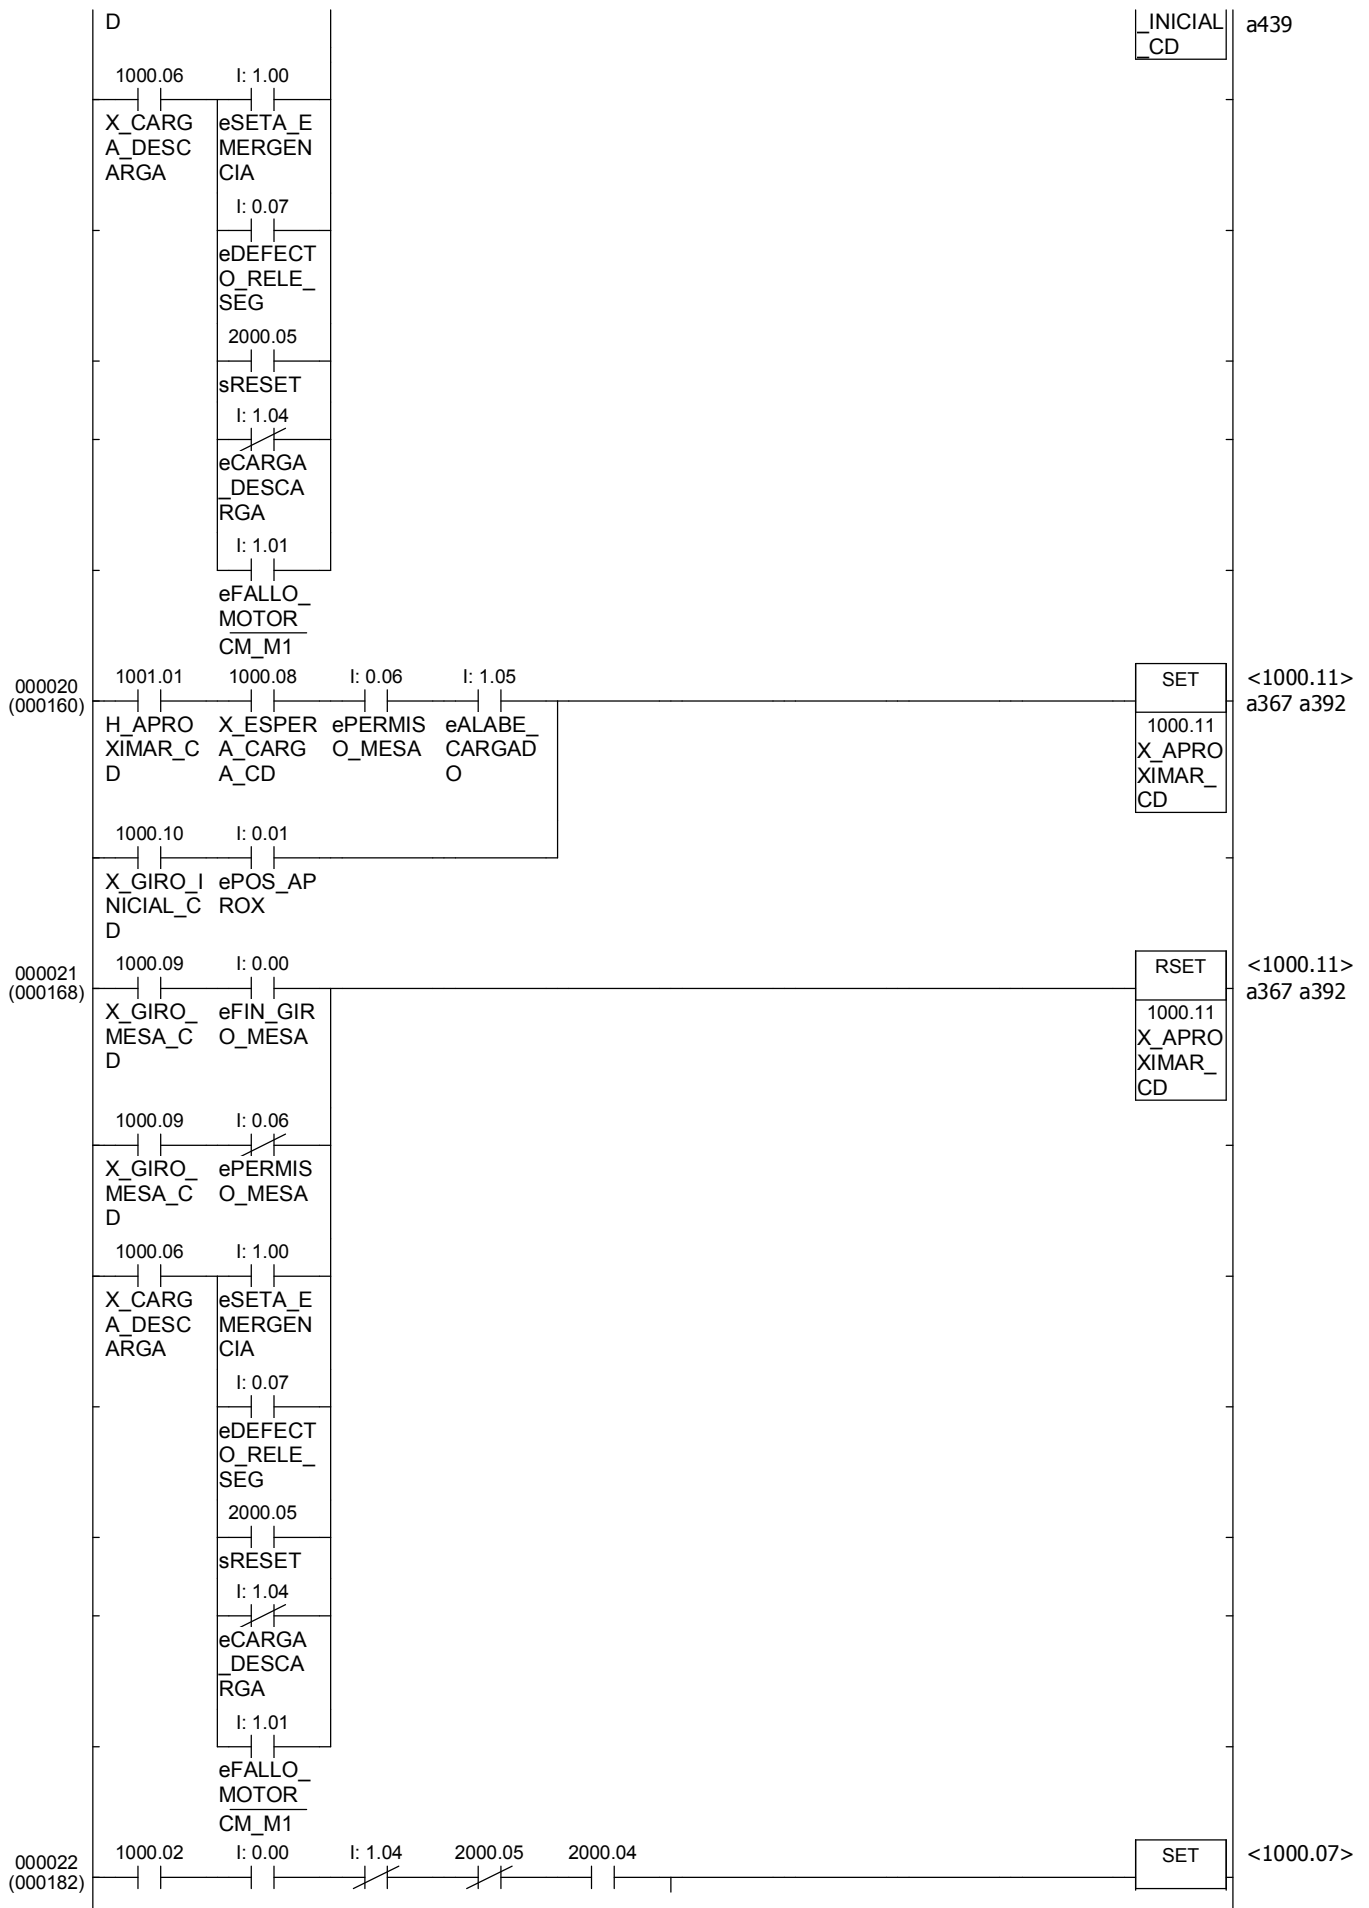 D
_INICIAL
_CD
a439
1000.06
I: 1.00
X_CARG
A_DESC
ARGA
eSETA_E
MERGEN
CIA
I: 0.07
eDEFECT
O_RELE_
SEG
2000.05
sRESET
I: 1.04
eCARGA
_DESCA
RGA
I: 1.01
eFALLO_
MOTOR_
CM_M1
000020
(000160)
1001.01
1000.08
I: 0.06
I: 1.05
SET
<1000.11>
a367 a392
H_APRO
XIMAR_C
D
X_ESPER
A_CARG
A_CD
ePERMIS
O_MESA
eALABE_
CARGAD
O
1000.11
X_APRO
XIMAR_
CD
1000.10
I: 0.01
X_GIRO_I
NICIAL_C
D
ePOS_AP
ROX
000021
(000168)
1000.09
I: 0.00
RSET
<1000.11>
a367 a392
X_GIRO_
MESA_C
D
eFIN_GIR
O_MESA
1000.11
X_APRO
XIMAR_
CD
1000.09
I: 0.06
X_GIRO_
MESA_C
D
ePERMIS
O_MESA
1000.06
I: 1.00
X_CARG
A_DESC
ARGA
eSETA_E
MERGEN
CIA
I: 0.07
eDEFECT
O_RELE_
SEG
2000.05
sRESET
I: 1.04
eCARGA
_DESCA
RGA
I: 1.01
eFALLO_
MOTOR_
CM_M1
000022
(000182)
1000.02
I: 0.00
I: 1.04
2000.05
2000.04
SET
<1000.07>